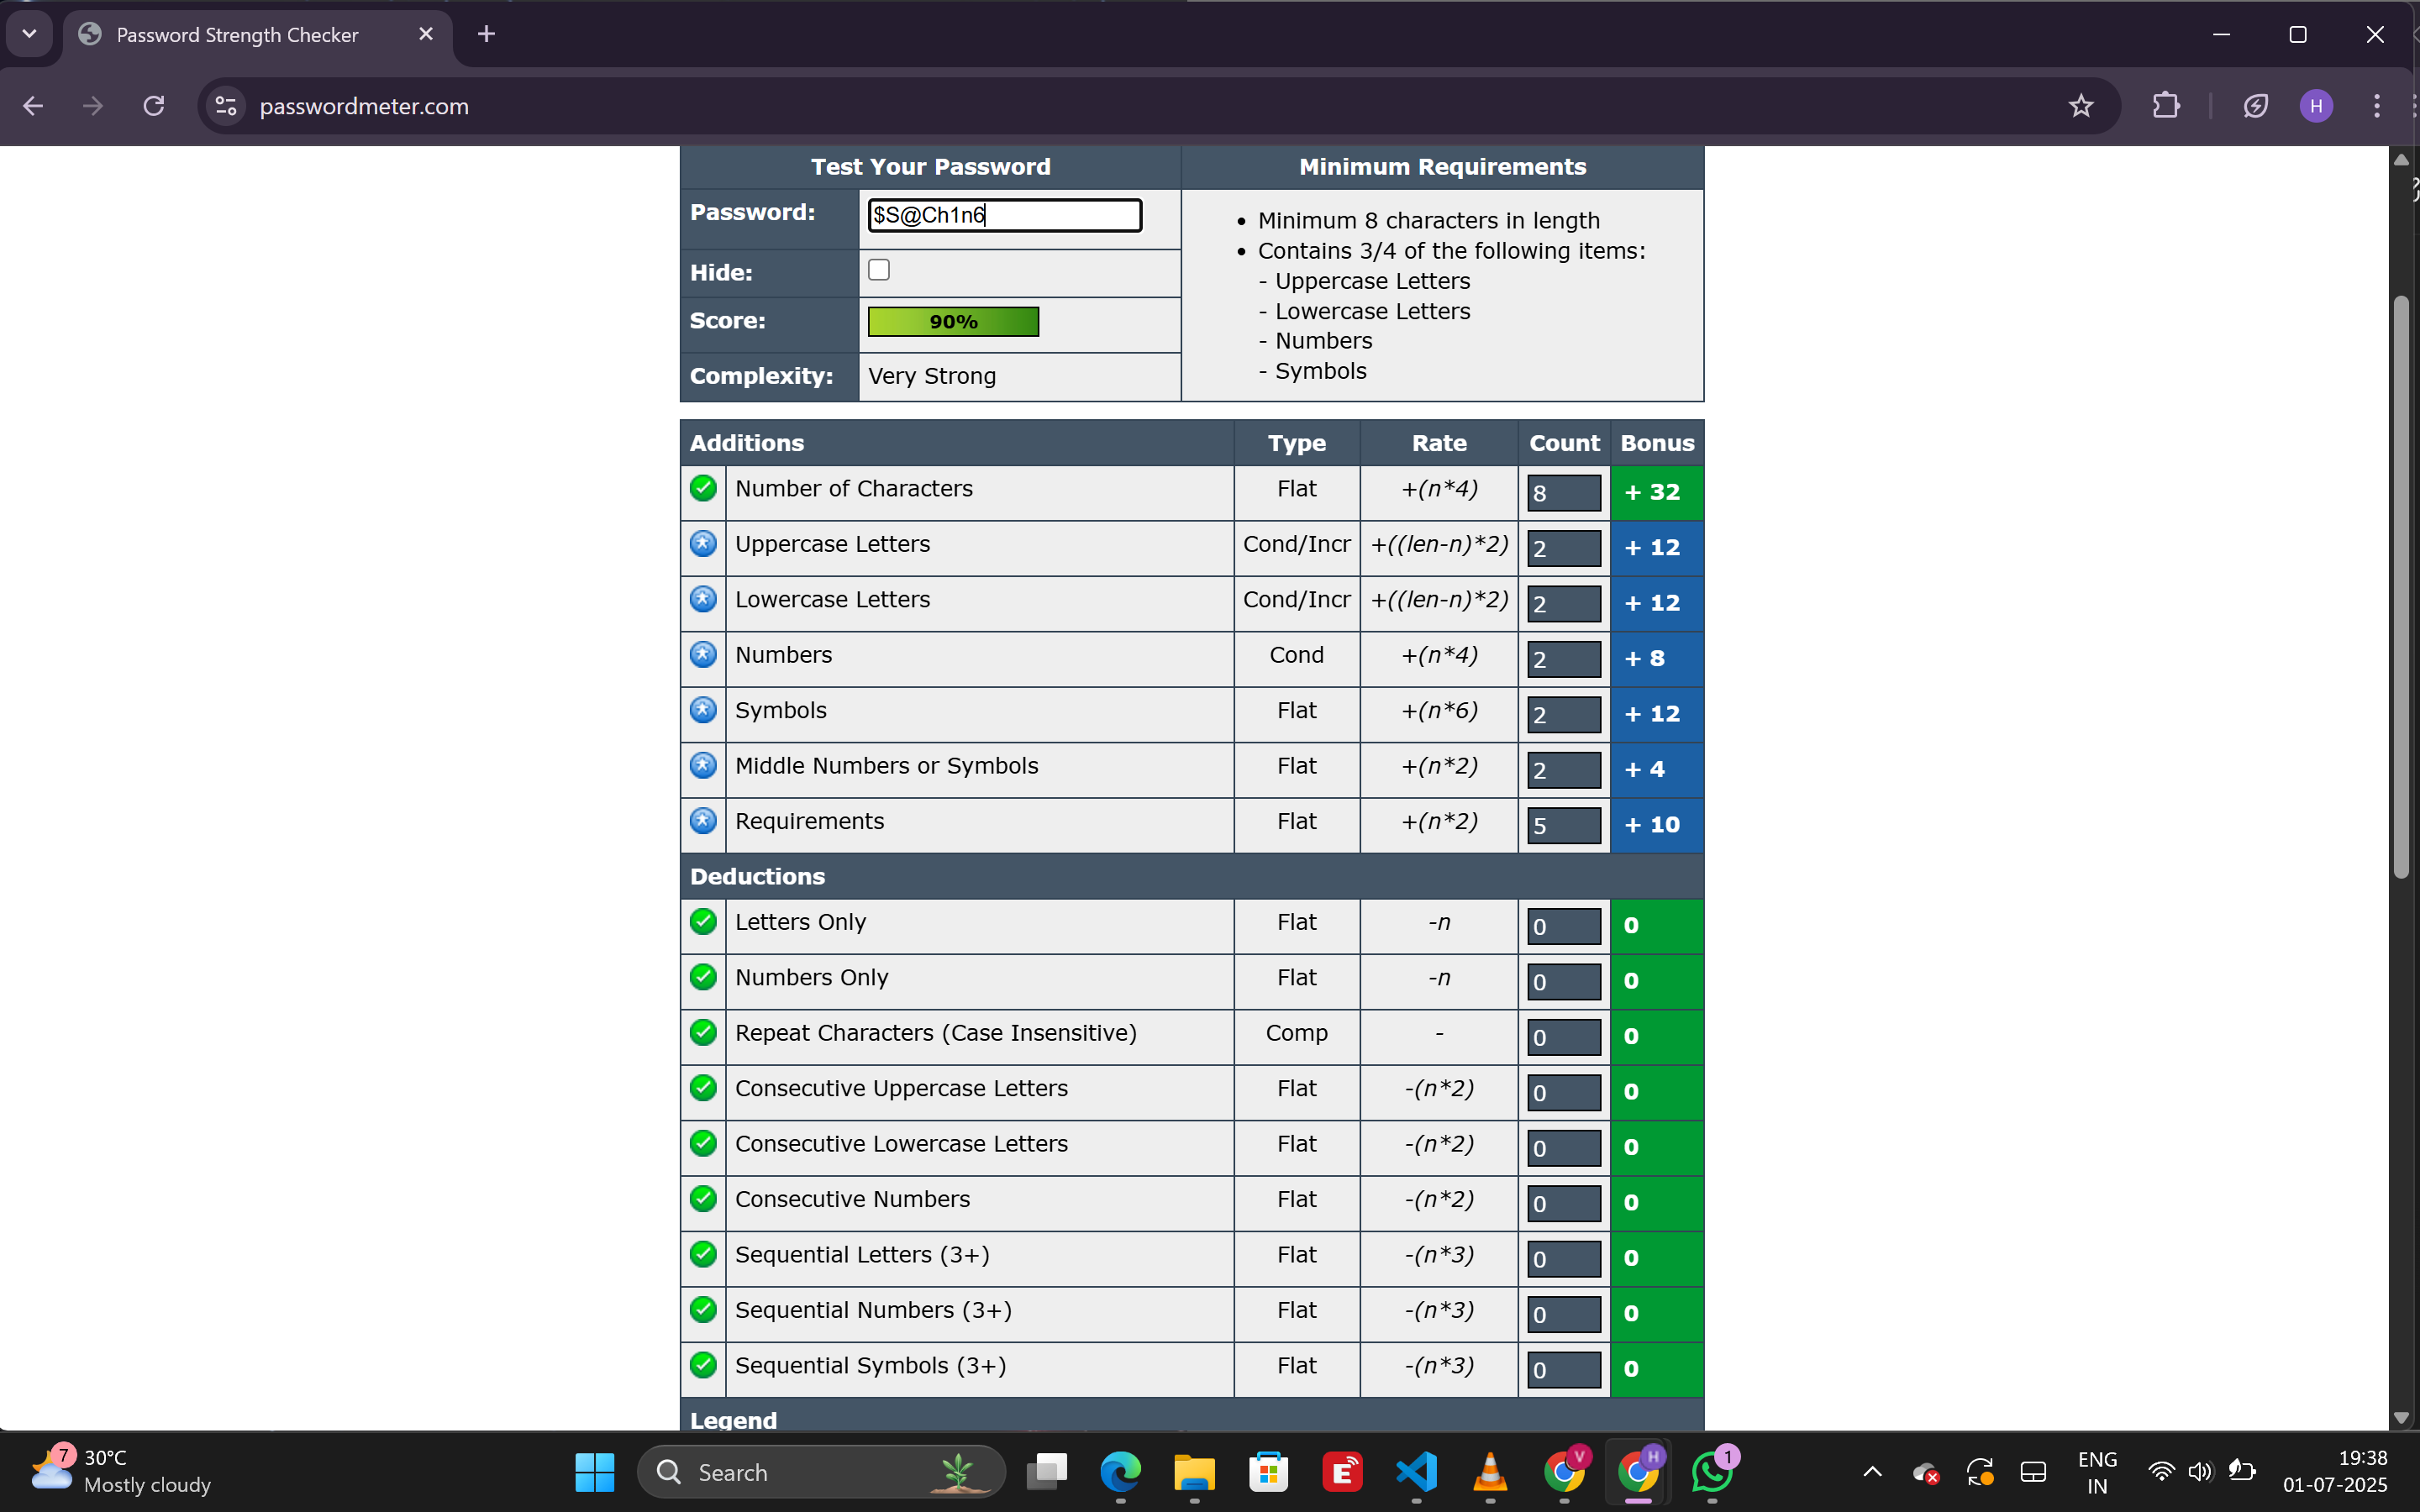 Password Strength Checker
passwordmeter.com
H
Test Your Password Minimum Requirements
Password: $S@Ch1n6
Hide:
Score: 90%
Complexity: Very Strong
• Minimum 8 characters in length
• Contains 3/4 of the following items:
- Uppercase Letters
- Lowercase Letters
- Numbers
- Symbols
Additions Type Rate Count Bonus
Number of Characters Flat +(n*4) 8 + 32
Uppercase Letters Cond/Incr +((len-n)*2) 2 + 12
Lowercase Letters Cond/Incr +((len-n)*2) 2 + 12
Numbers Cond +(n*4) 2 + 8
Symbols Flat +(n*6) 2 + 12
Middle Numbers or Symbols Flat +(n*2) 2 + 4
Requirements Flat +(n*2) 5 + 10
Deductions
Letters Only Flat -n 0 0
Numbers Only Flat -n 0 0
Repeat Characters (Case Insensitive) Comp - 0 0
Consecutive Uppercase Letters Flat -(n*2) 0 0
Consecutive Lowercase Letters Flat -(n*2) 0 0
Consecutive Numbers Flat -(n*2) 0 0
Sequential Letters (3+) Flat -(n*3) 0 0
Sequential Numbers (3+) Flat -(n*3) 0 0
Sequential Symbols (3+) Flat -(n*3) 0 0
Legend
7 30°C
Mostly cloudy
Search
E
V
H
1
ENG
IN
19:38
01-07-2025